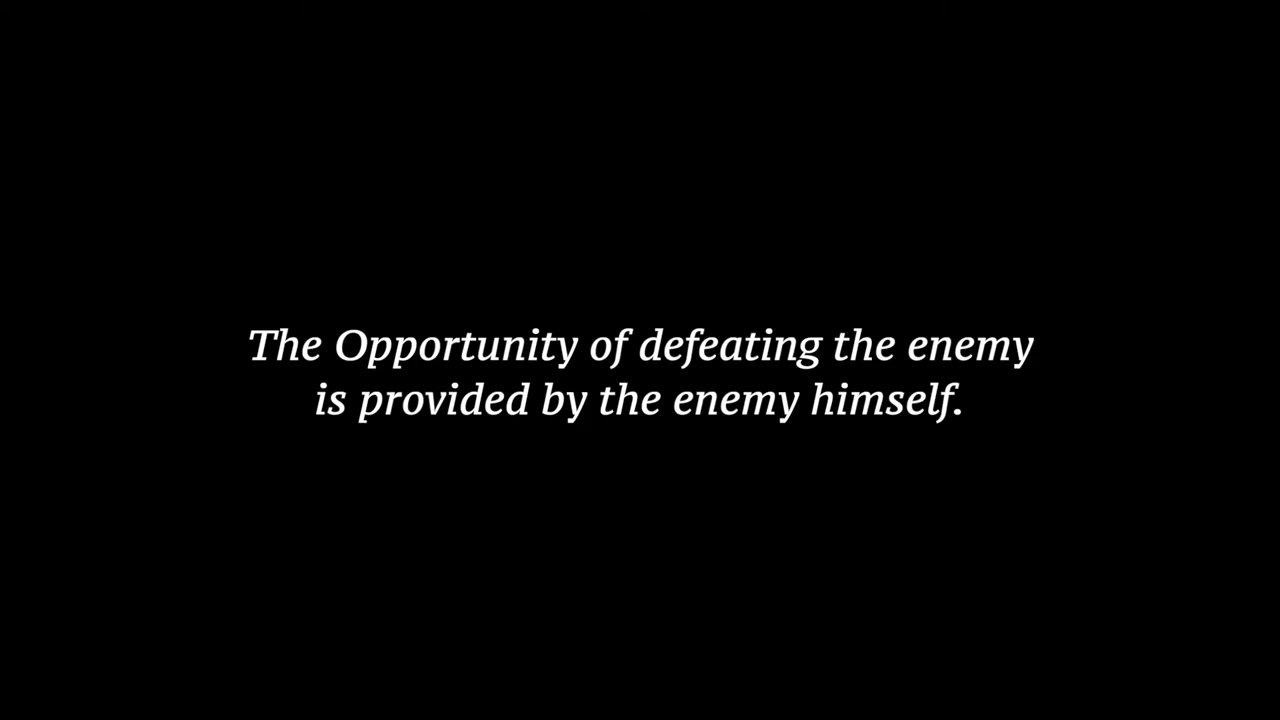 The Opportunity of defeating the enemy
is provided by the enemy himself.